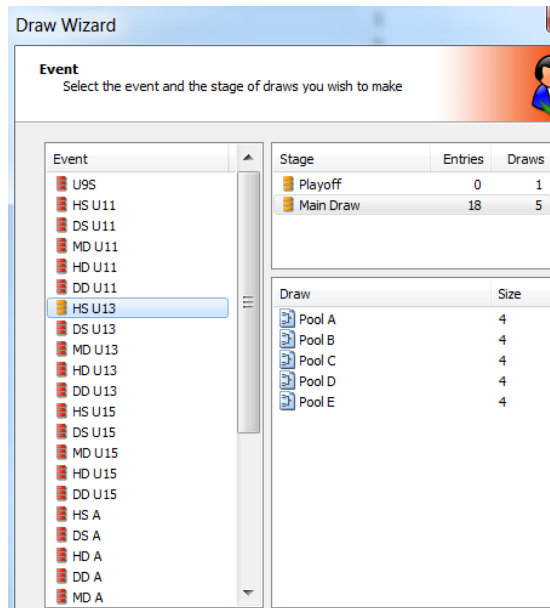 Draw Wizard
Event
Select the event and the stage of draws you wish to make
Event
U9S
HS U11
DS U11
MD U11
HD U11
DD U11
HS U13
DS U13
MD U13
HD U13
DD U13
HS U15
DS U15
MD U15
HD U15
DD U15
HS A
DS A
HD A
DD A
MD A
Stage Entries Draws
Playoff 0 1
Main Draw 18 5
Draw Size
Pool A 4
Pool B 4
Pool C 4
Pool D 4
Pool E 4